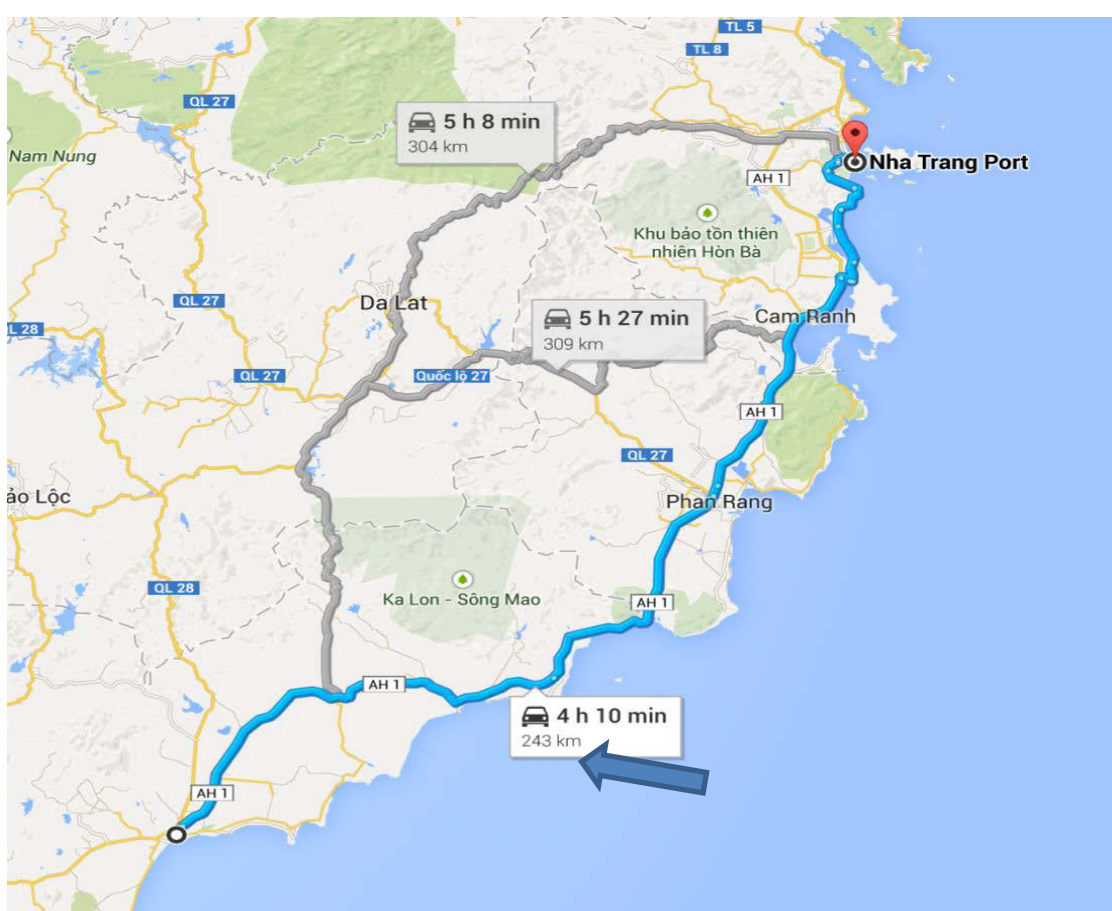 TL 5
TL 8
QL 27
5 h 8 min
304 km
Nam Nung
Nha Trang Port
AH 1
Khu bảo tồn thiên
nhiên Hòn Bà
QL 27
Da Lat
5 h 27 min
309 km
Cam Ranh
L 28
QL 27
Quốc lộ 27
AH 1
QL 27
ảo Lộc
Phan Rang
QL 28
Ka Lon - Sông Mao
AH 1
AH 1
4 h 10 min
243 km
AH 1